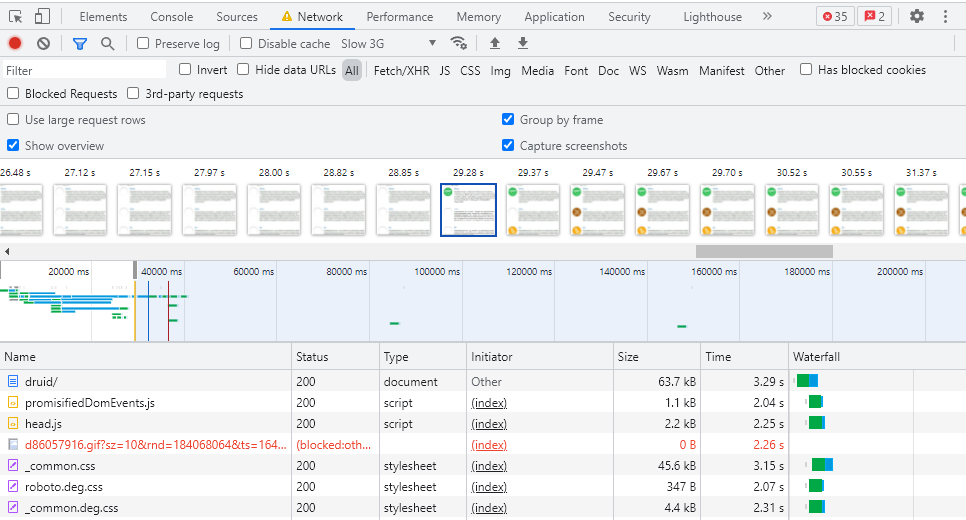 Elements Console Sources Network Performance Memory Application Security Lighthouse » 35 2
Preserve log Disable cache Slow 3G
Filter Invert Hide data URLs All Fetch/XHR JS CSS Img Media Font Doc WS Wasm Manifest Other Has blocked cookies
Blocked Requests 3rd-party requests
Use large request rows Group by frame
Show overview Capture screenshots
26.48 s 27.12 s 27.15 s 27.97 s 28.00 s 28.82 s 28.85 s 29.28 s 29.37 s 29.47 s 29.67 s 29.70 s 30.52 s 30.55 s 31.37 s
20000 ms 40000 ms 60000 ms 80000 ms 100000 ms 120000 ms 140000 ms 160000 ms 180000 ms 200000 ms
Name Status Type Initiator Size Time Waterfall
druid/ 200 document Other 63.7 kB 3.29 s
promisifiedDomEvents.js 200 script (index) 1.1 kB 2.04 s
head.js 200 script (index) 2.2 kB 2.25 s
d86057916.gif?sz=10&rnd=184068064&ts=164... (blocked:oth... (index) 0 B 2.26 s
_common.css 200 stylesheet (index) 45.6 kB 3.15 s
roboto.deg.css 200 stylesheet (index) 347 B 2.07 s
_common.deg.css 200 stylesheet (index) 4.4 kB 2.31 s